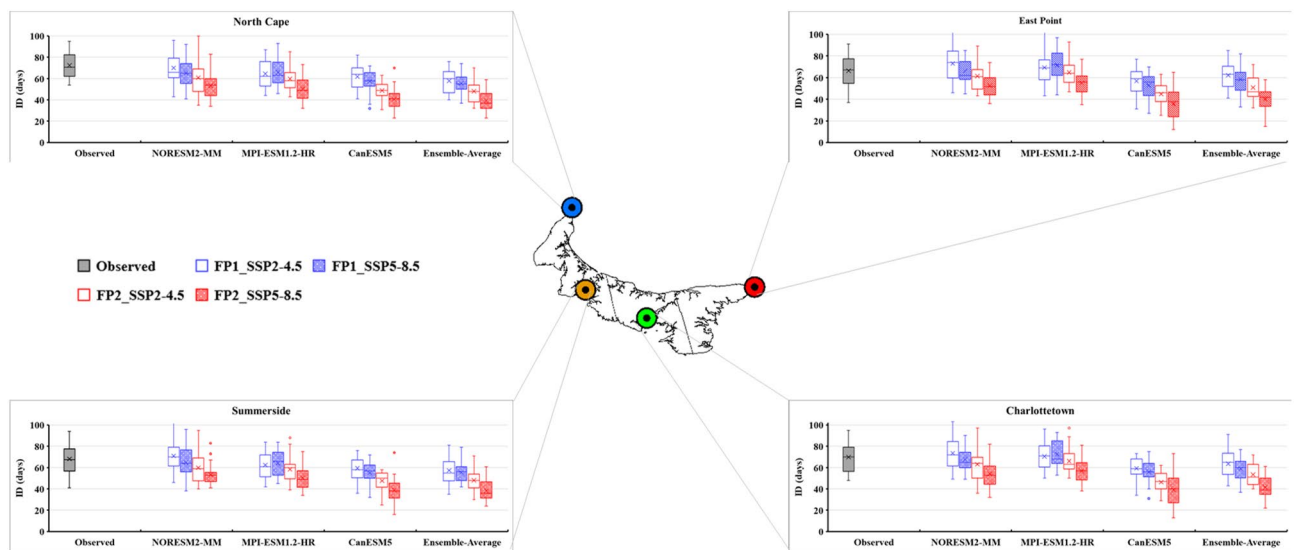 North Cape
ID (days)
100
80
60
40
20
0
Observed NORESM2-MM MPI-ESM1.2-HR CanESM5 Ensemble-Average
East Point
ID (days)
100
80
60
40
20
0
Observed NORESM2-MM MPI-ESM1.2-HR CanESM5 Ensemble-Average
Observed FP1_SSP2-4.5 FP1_SSP5-8.5
FP2_SSP2-4.5 FP2_SSP5-8.5
Summerside
ID (days)
100
80
60
40
20
0
Observed NORESM2-MM MPI-ESM1.2-HR CanESM5 Ensemble-Average
Charlottetown
ID (days)
100
80
60
40
20
0
Observed NORESM2-MM MPI-ESM1.2-HR CanESM5 Ensemble-Average